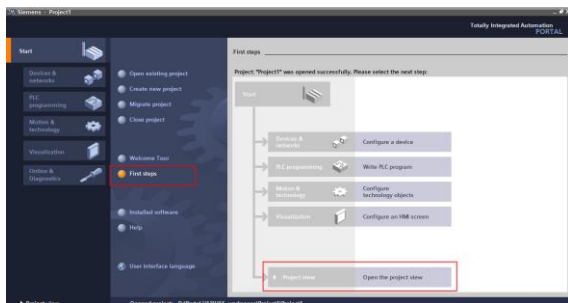 Siemens - Project1
Totally Integrated Automation
PORTAL
Start
Devices &
networks
PLC
programming
Motion &
technology
Visualization
Online &
Diagnostics
Open existing project
Create new project
Migrate project
Close project
Welcome Tour
First steps
Installed software
Help
User interface language
First steps
Project: "Project1" was opened successfully. Please select the next step:
Start
Devices &
networks
Configure a device
PLC programming
Write PLC program
Motion &
technology
Configure
technology objects
Visualization
Configure an HMI screen
Project view
Open the project view